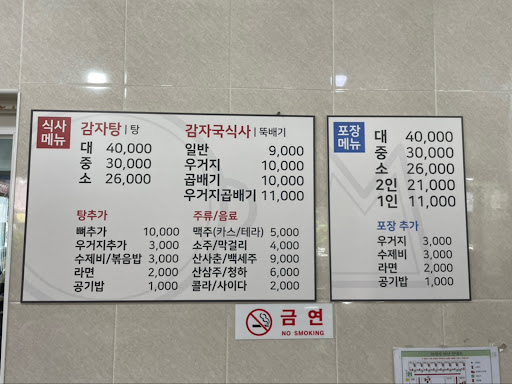 식사
메뉴
감자탕 | 탕
대 40,000
중 30,000
소 26,000
감자국식사 | 뚝배기
일반 9,000
우거지 10,000
곱배기 10,000
우거지곱배기 11,000
탕추가
뼈추가 10,000
우거지추가 3,000
수제비/볶음밥 3,000
라면 2,000
공기밥 1,000
주류/음료
맥주(카스/테라) 5,000
소주/막걸리 4,000
산사춘/백세주 9,000
산삼주/청하 6,000
콜라/사이다 2,000
포장
메뉴
대 40,000
중 30,000
소 26,000
2인 21,000
1인 11,000
포장 추가
우거지 3,000
수제비 3,000
라면 2,000
공기밥 1,000
금연
NO SMOKING